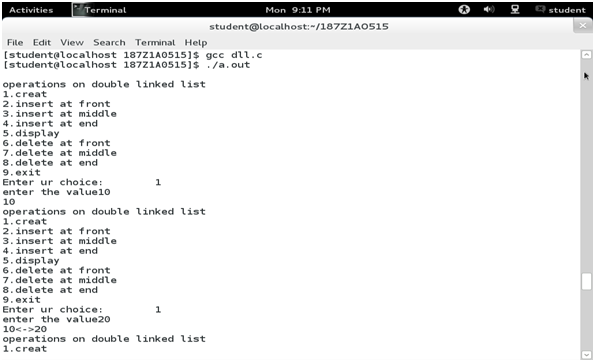 Activities Terminal Mon 9:11 PM student
student@localhost:~/187Z1A0515
File Edit View Search Terminal Help
[student@localhost 187Z1A0515]$ gcc dll.c
[student@localhost 187Z1A0515]$ ./a.out
operations on double linked list
1.creat
2.insert at front
3.insert at middle
4.insert at end
5.display
6.delete at front
7.delete at middle
8.delete at end
9.exit
Enter ur choice: 1
enter the value10
10
operations on double linked list
1.creat
2.insert at front
3.insert at middle
4.insert at end
5.display
6.delete at front
7.delete at middle
8.delete at end
9.exit
Enter ur choice: 1
enter the value20
10<->20
operations on double linked list
1.creat